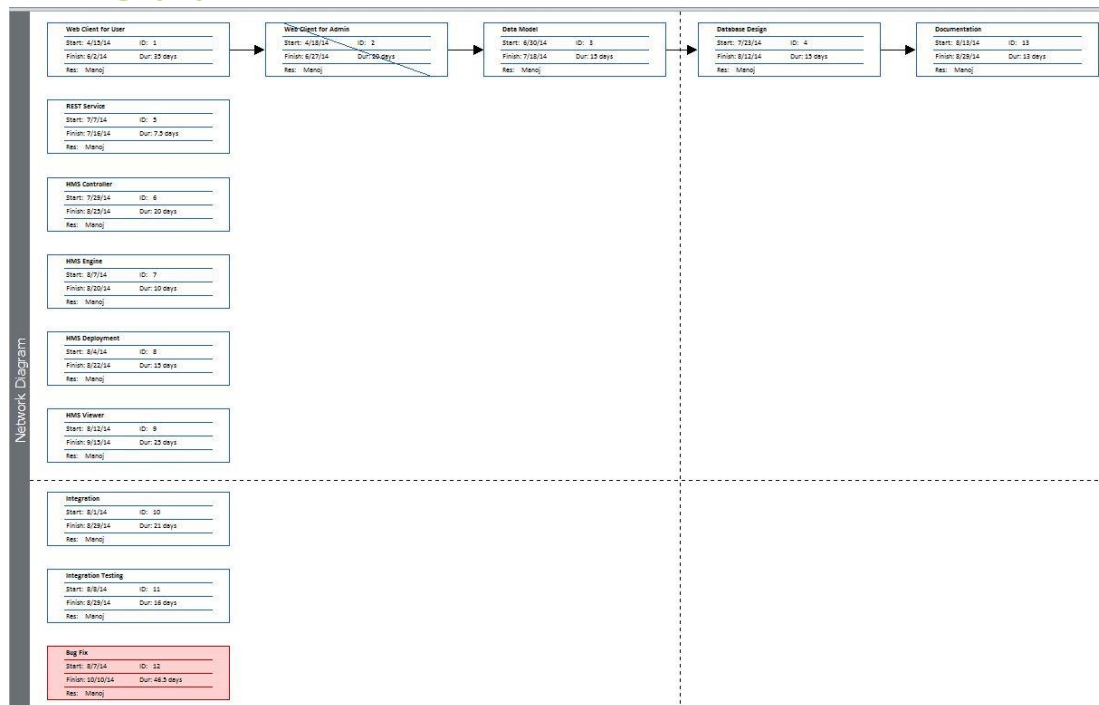 Web Client for User
Start: 4/15/14 ID: 1
Finish: 6/2/14 Dur: 35 days
Res: Manoj
Web Client for Admin
Start: 4/18/14 ID: 2
Finish: 6/27/14 Dur: 20 days
Res: Manoj
Data Model
Start: 6/30/14 ID: 3
Finish: 7/18/14 Dur: 15 days
Res: Manoj
Database Design
Start: 7/23/14 ID: 4
Finish: 8/12/14 Dur: 15 days
Res: Manoj
Documentation
Start: 8/13/14 ID: 13
Finish: 8/29/14 Dur: 13 days
Res: Manoj
REST Service
Start: 7/7/14 ID: 5
Finish: 7/16/14 Dur: 7.5 days
Res: Manoj
HMS Controller
Start: 7/29/14 ID: 6
Finish: 8/25/14 Dur: 20 days
Res: Manoj
HMS Engine
Start: 8/7/14 ID: 7
Finish: 8/20/14 Dur: 10 days
Res: Manoj
HMS Deployment
Start: 8/4/14 ID: 8
Finish: 8/22/14 Dur: 15 days
Res: Manoj
HMS Viewer
Start: 8/12/14 ID: 9
Finish: 9/15/14 Dur: 25 days
Res: Manoj
Network Diagram
Integration
Start: 8/1/14 ID: 10
Finish: 8/29/14 Dur: 21 days
Res: Manoj
Integration Testing
Start: 8/8/14 ID: 11
Finish: 8/29/14 Dur: 16 days
Res: Manoj
Bug Fix
Start: 8/7/14 ID: 12
Finish: 10/10/14 Dur: 46.5 days
Res: Manoj